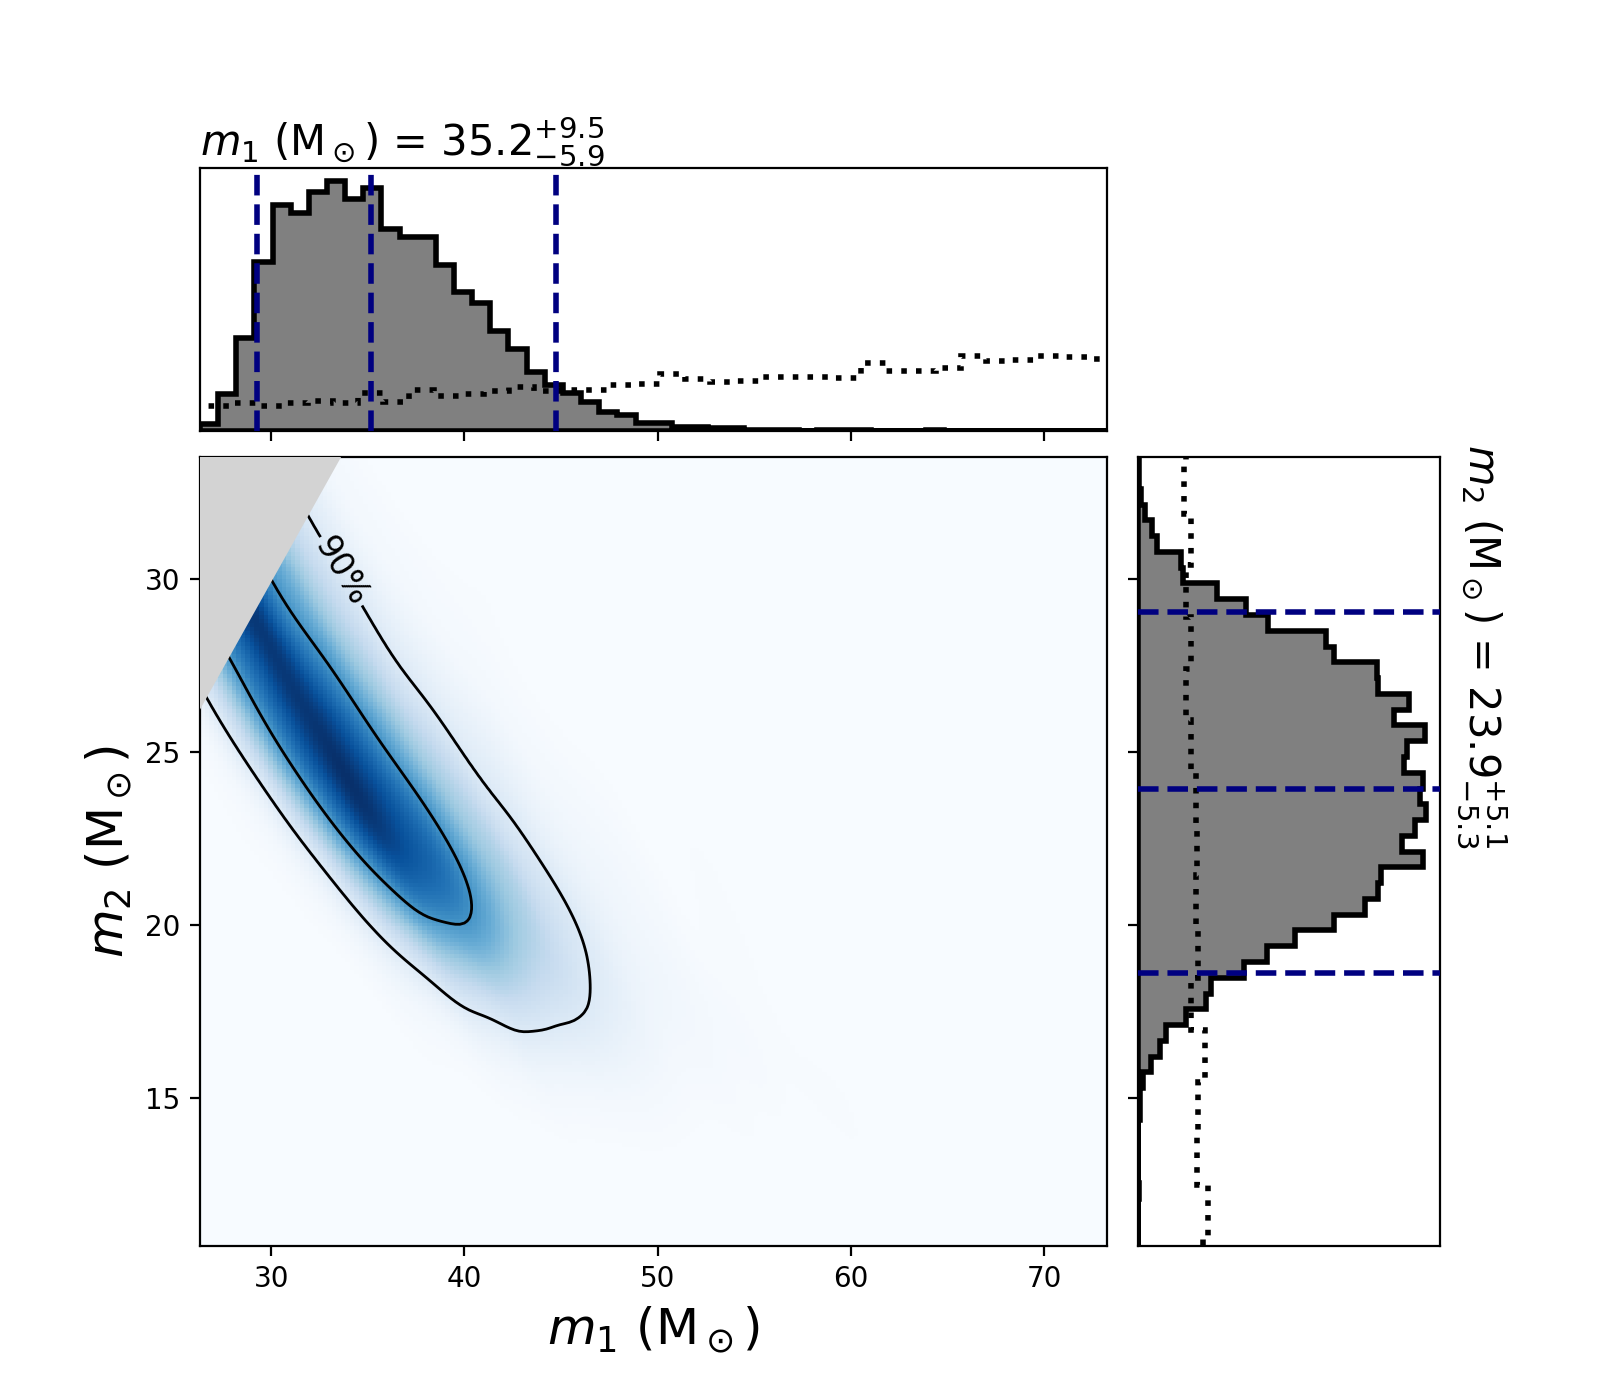 m₁ (M⊙) = 35.2⁺⁹·⁵₋₅.₉
90%
30
25
20
15
m₂ (M⊙)
30 40 50 60 70
m₁ (M⊙)
m₂ (M⊙) = 23.9⁺⁵·¹₋₅.₃